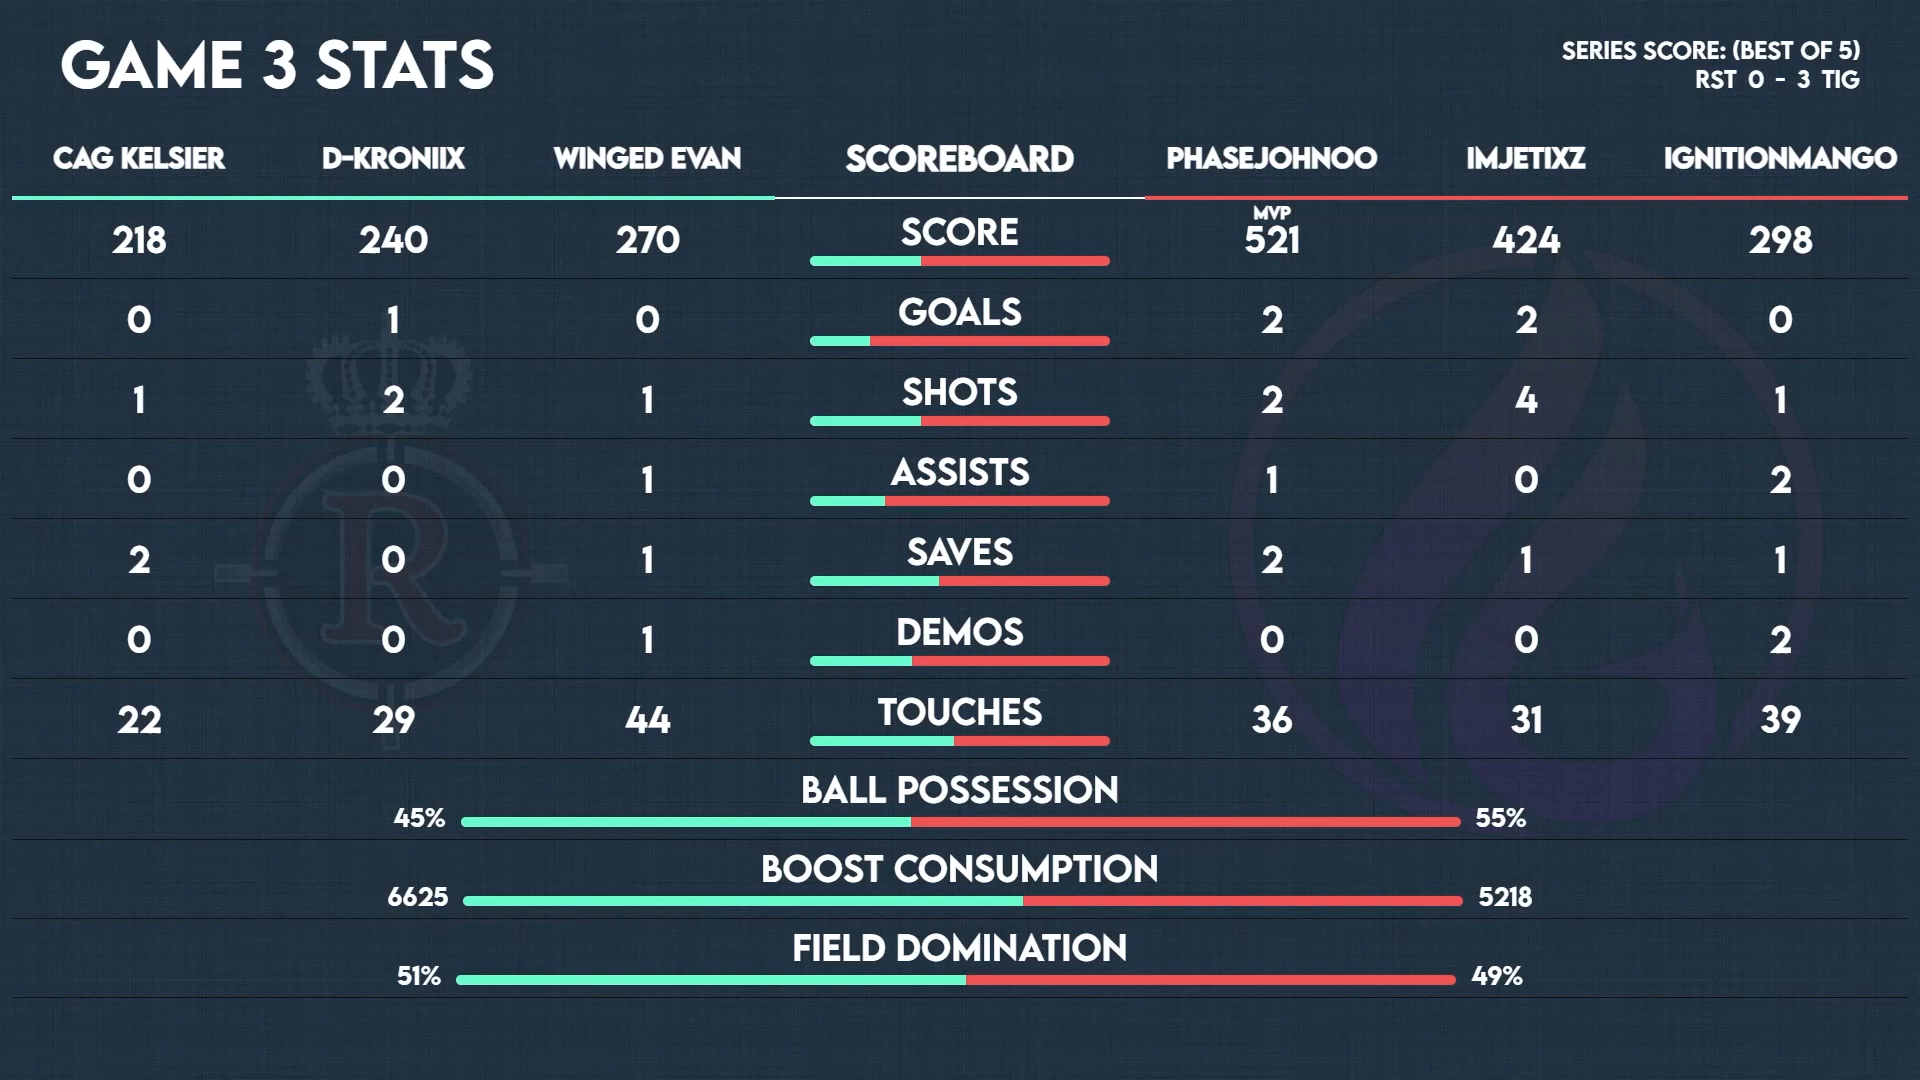 GAME 3 STATS
SERIES SCORE: (BEST OF 5)
RST 0 - 3 TIG
CAG KELSIER D-KRONIIX WINGED EVAN SCOREBOARD PHASEJOHNOO IMJETIXZ IGNITIONMANGO
MVP
218 240 270 SCORE 521 424 298
0 1 0 GOALS 2 2 0
1 2 1 SHOTS 2 4 1
0 0 1 ASSISTS 1 0 2
2 0 1 SAVES 2 1 1
0 0 1 DEMOS 0 0 2
22 29 44 TOUCHES 36 31 39
BALL POSSESSION
45% 55%
BOOST CONSUMPTION
6625 5218
FIELD DOMINATION
51% 49%
R